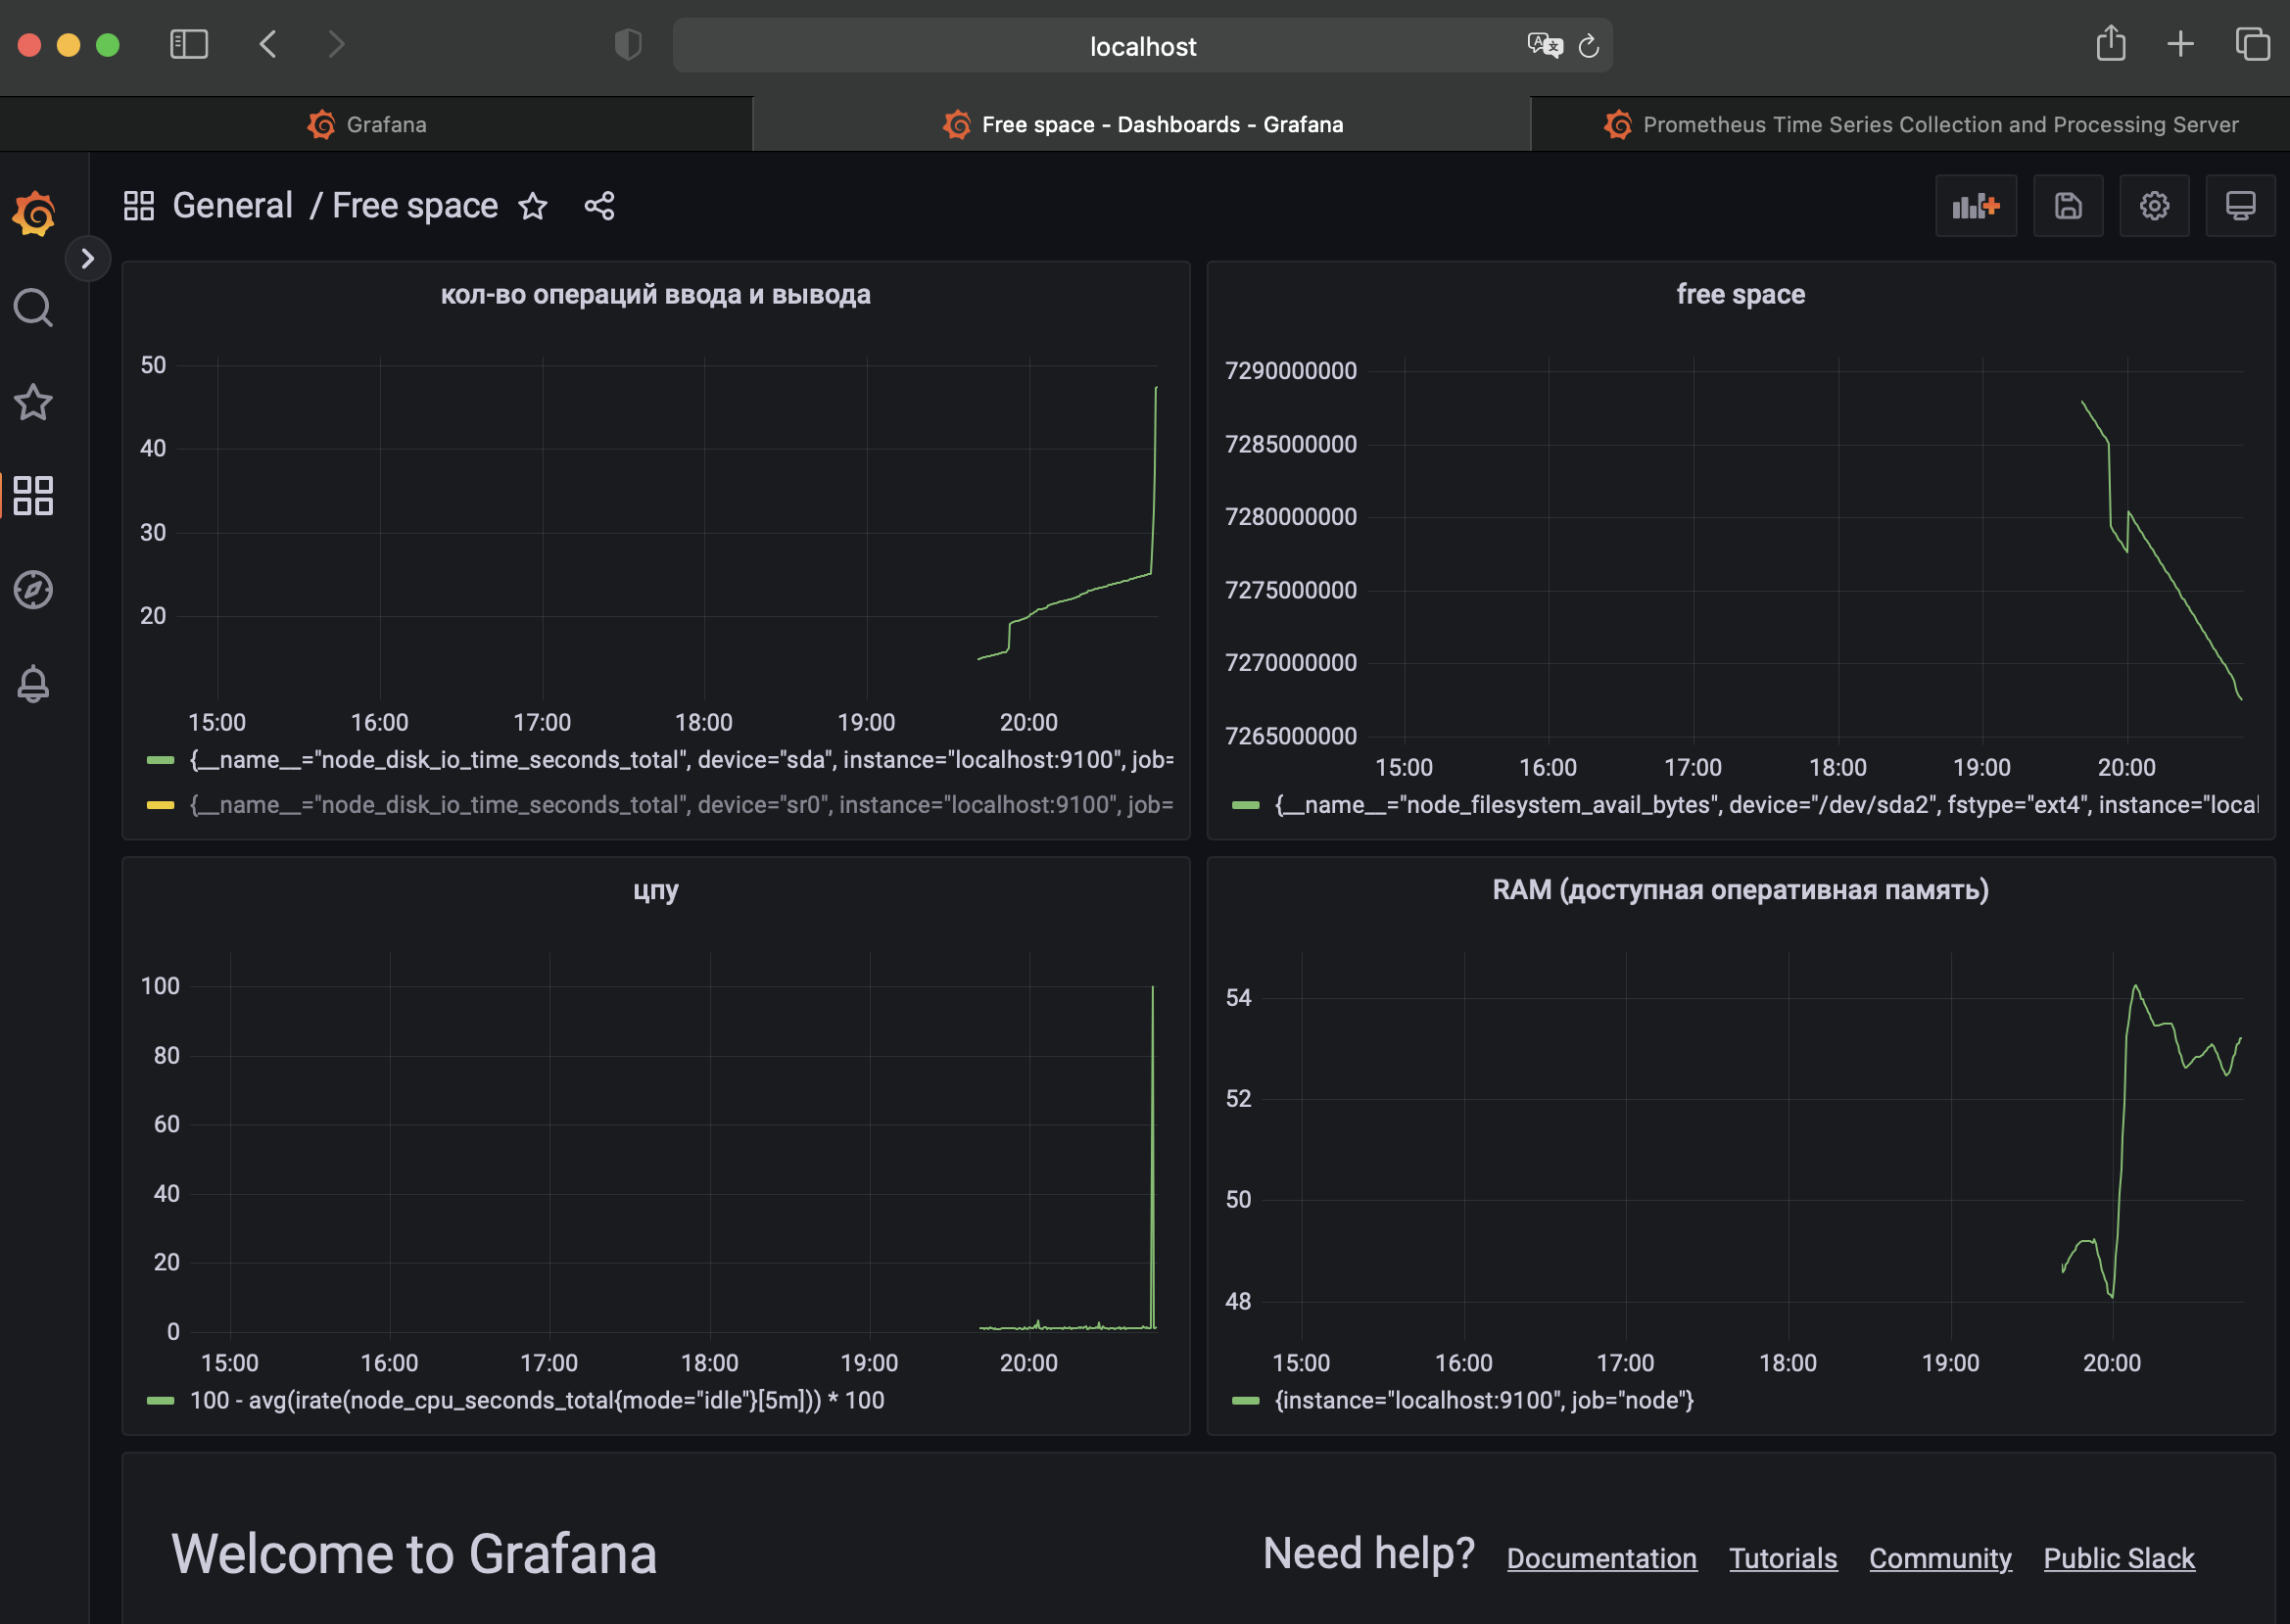 localhost
Grafana
Free space - Dashboards - Grafana
Prometheus Time Series Collection and Processing Server
General / Free space
кол-во операций ввода и вывода
50
40
30
20
15:00 16:00 17:00 18:00 19:00 20:00
{__name__="node_disk_io_time_seconds_total", device="sda", instance="localhost:9100", job=
{__name__="node_disk_io_time_seconds_total", device="sr0", instance="localhost:9100", job=
free space
7290000000
7285000000
7280000000
7275000000
7270000000
7265000000
15:00 16:00 17:00 18:00 19:00 20:00
{__name__="node_filesystem_avail_bytes", device="/dev/sda2", fstype="ext4", instance="local
цпу
100
80
60
40
20
0
15:00 16:00 17:00 18:00 19:00 20:00
100 - avg(irate(node_cpu_seconds_total{mode="idle"}[5m])) * 100
RAM (доступная оперативная память)
54
52
50
48
15:00 16:00 17:00 18:00 19:00 20:00
{instance="localhost:9100", job="node"}
Welcome to Grafana
Need help? Documentation Tutorials Community Public Slack